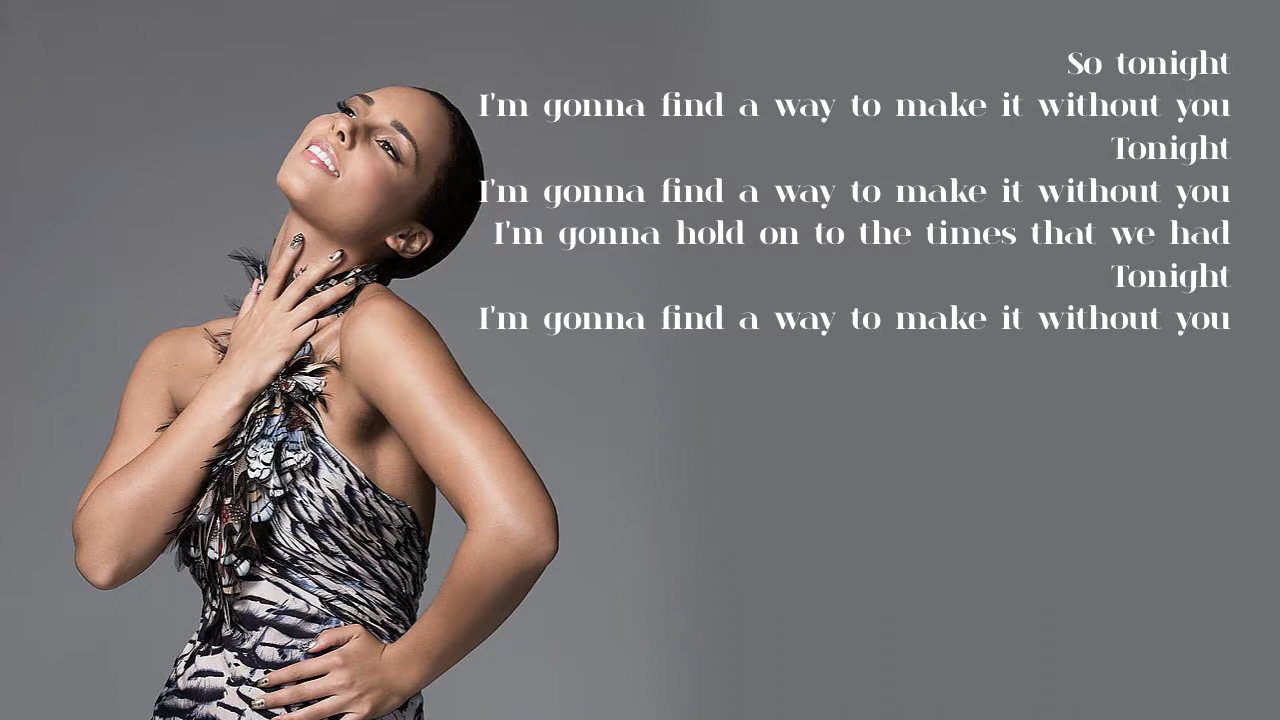 So tonight
I'm gonna find a way to make it without you
Tonight
I'm gonna find a way to make it without you
I'm gonna hold on to the times that we had
Tonight
I'm gonna find a way to make it without you